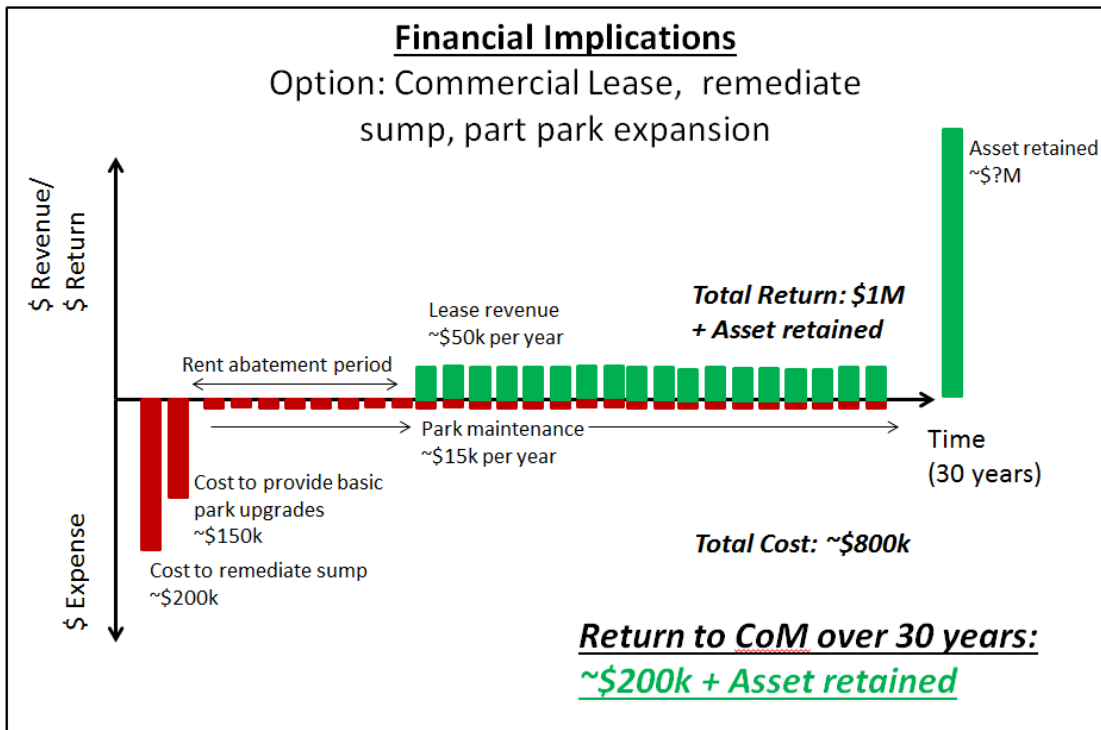 Financial Implications
Option: Commercial Lease, remediate
sump, part park expansion
$ Revenue/
$ Return
Asset retained
~$?M
Lease revenue
~$50k per year
Total Return: $1M
+ Asset retained
Rent abatement period
Park maintenance
~$15k per year
Time
(30 years)
Cost to provide basic
park upgrades
~$150k
Cost to remediate sump
~$200k
$ Expense
Total Cost: ~$800k
Return to CoM over 30 years:
~$200k + Asset retained